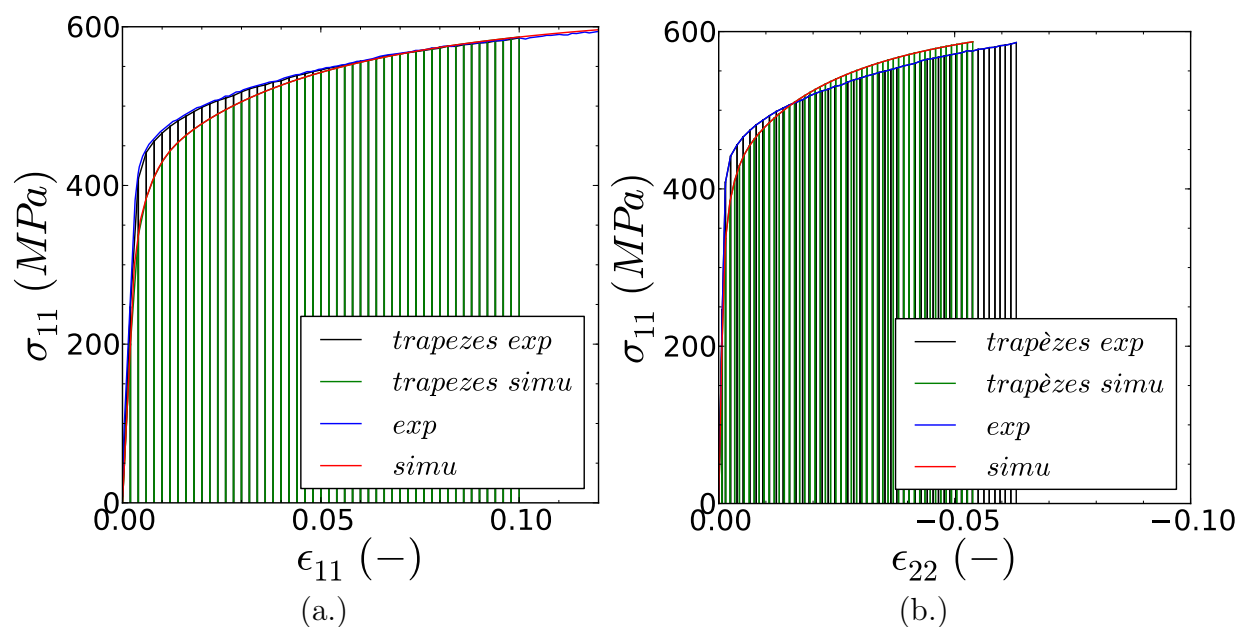 600
400
200
0
0.00
0.05
0.10
σ11 (MPa)
ϵ11 (−)
trapezes exp
trapezes simu
exp
simu
(a.)
600
400
200
0
0.00
−0.05
−0.10
σ11 (MPa)
ϵ22 (−)
trapèzes exp
trapèzes simu
exp
simu
(b.)